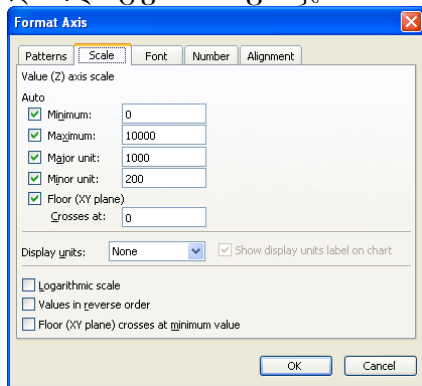 Format Axis
Patterns Scale Font Number Alignment
Value (Z) axis scale
Auto
Minimum: 0
Maximum: 10000
Major unit: 1000
Minor unit: 200
Floor (XY plane)
Crosses at: 0
Display units: None Show display units label on chart
Logarithmic scale
Values in reverse order
Floor (XY plane) crosses at minimum value
OK Cancel